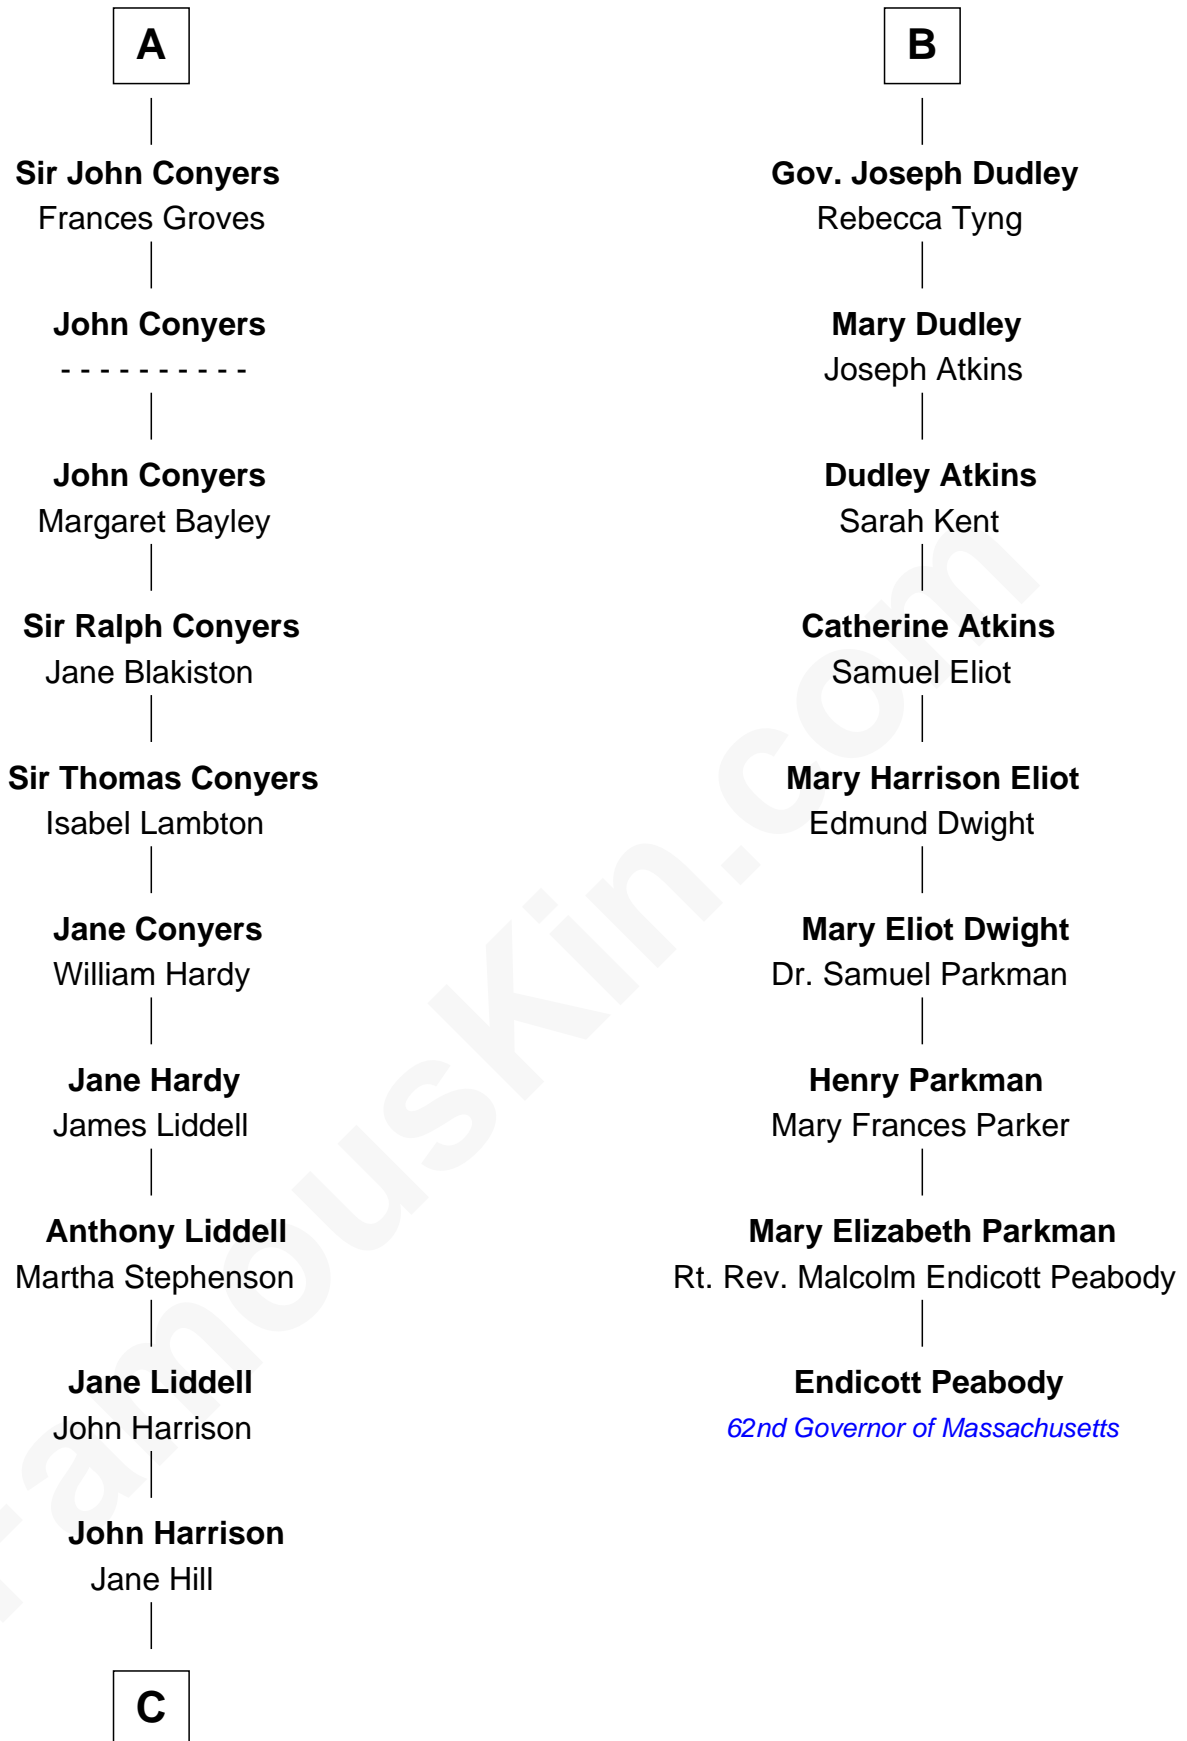 A
Sir John Conyers
Frances Groves
John Conyers
- - - - - - - - - -
John Conyers
Margaret Bayley
Sir Ralph Conyers
Jane Blakiston
Sir Thomas Conyers
Isabel Lambton
Jane Conyers
William Hardy
Jane Hardy
James Liddell
Anthony Liddell
Martha Stephenson
Jane Liddell
John Harrison
John Harrison
Jane Hill
C
B
Gov. Joseph Dudley
Rebecca Tyng
Mary Dudley
Joseph Atkins
Dudley Atkins
Sarah Kent
Catherine Atkins
Samuel Eliot
Mary Harrison Eliot
Edmund Dwight
Mary Eliot Dwight
Dr. Samuel Parkman
Henry Parkman
Mary Frances Parker
Mary Elizabeth Parkman
Rt. Rev. Malcolm Endicott Peabody
Endicott Peabody
62nd Governor of Massachusetts
FamousKin.com